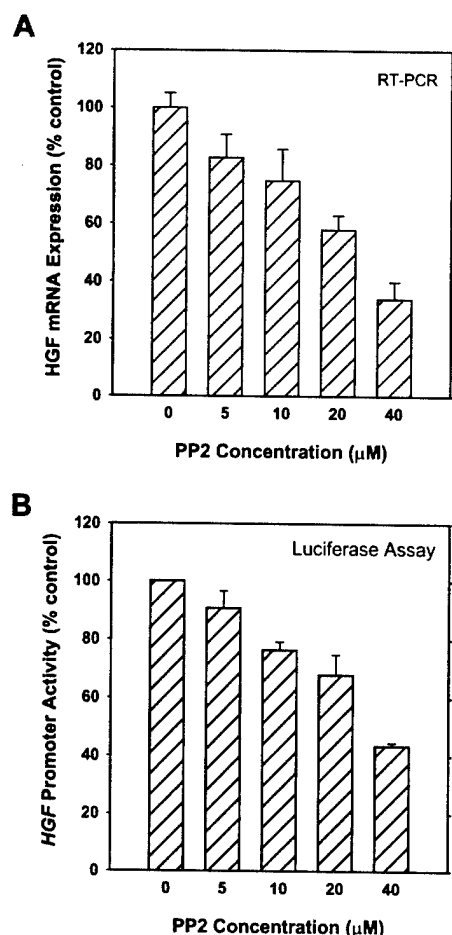 A
120
100
80
60
40
20
0
HGF mRNA Expression (% control)
RT-PCR
0 5 10 20 40
PP2 Concentration (μM)
B
120
100
80
60
40
20
0
HGF Promoter Activity (% control)
Luciferase Assay
0 5 10 20 40
PP2 Concentration (μM)